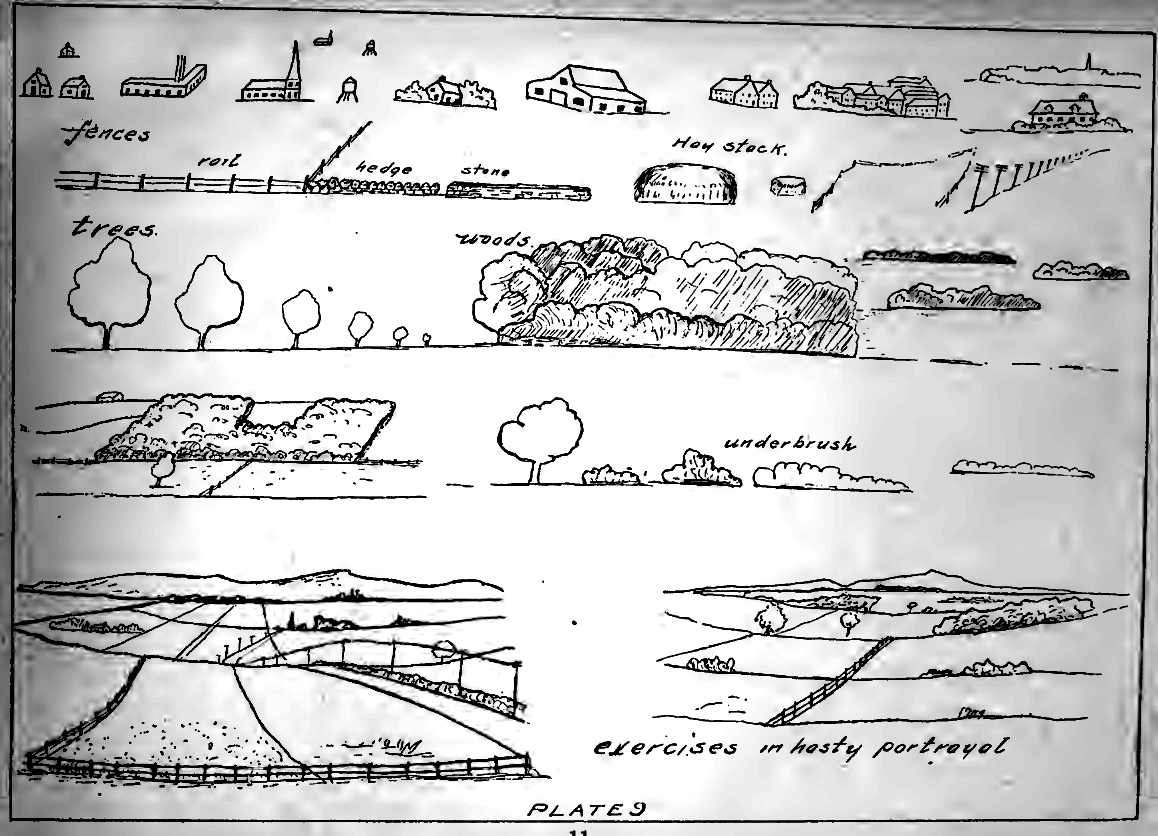 fences
rail hedge stone Hay stack.
trees. woods.
underbrush
exercises in hasty portrayal
PLATE 9
11